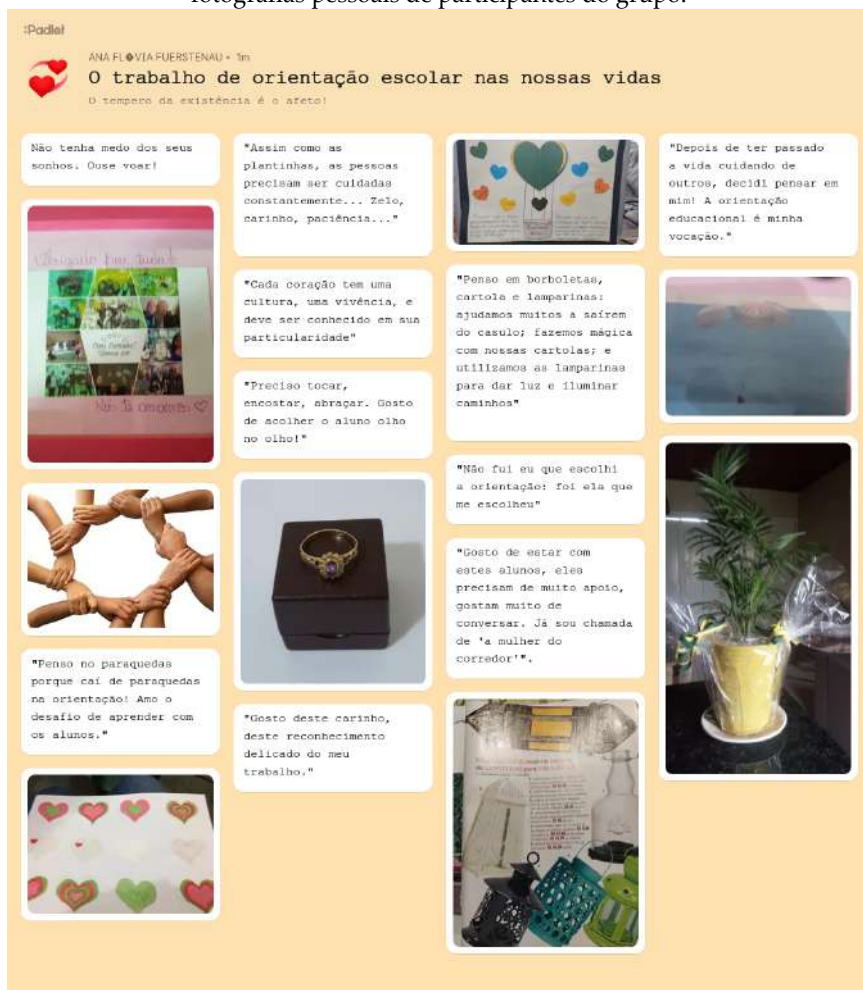 fotografias pessoais de participantes do grupo.
:Padlet
ANA FL�VIA FUERSTENAU • 1m
O trabalho de orientação escolar nas nossas vidas
O tempero da existência é o afeto!
Não tenha medo dos seus
sonhos. Ouse voar!
Obrigado por tudo!
"Penso no paraquedas
porque caí de paraquedas
na orientação! Amo o
desafio de aprender com
os alunos."
"Assim como as
plantinhas, as pessoas
precisam ser cuidadas
constantemente... Zelo,
carinho, paciência..."
"Cada coração tem uma
cultura, uma vivência, e
deve ser conhecido em sua
particularidade"
"Preciso tocar,
encostar, abraçar. Gosto
de acolher o aluno olho
no olho!"
"Gosto deste carinho,
deste reconhecimento
delicado do meu
trabalho."
"Penso em borboletas,
cartola e lamparinas:
ajudamos muitos a saírem
do casulo; fazemos mágica
com nossas cartolas; e
utilizamos as lamparinas
para dar luz e iluminar
caminhos"
"Não fui eu que escolhi
a orientação: foi ela que
me escolheu"
"Gosto de estar com
estes alunos, eles
precisam de muito apoio,
gostam muito de
conversar. Já sou chamada
de 'a mulher do
corredor'".
"Depois de ter passado
a vida cuidando de
outros, decidi pensar em
mim! A orientação
educacional é minha
vocação."